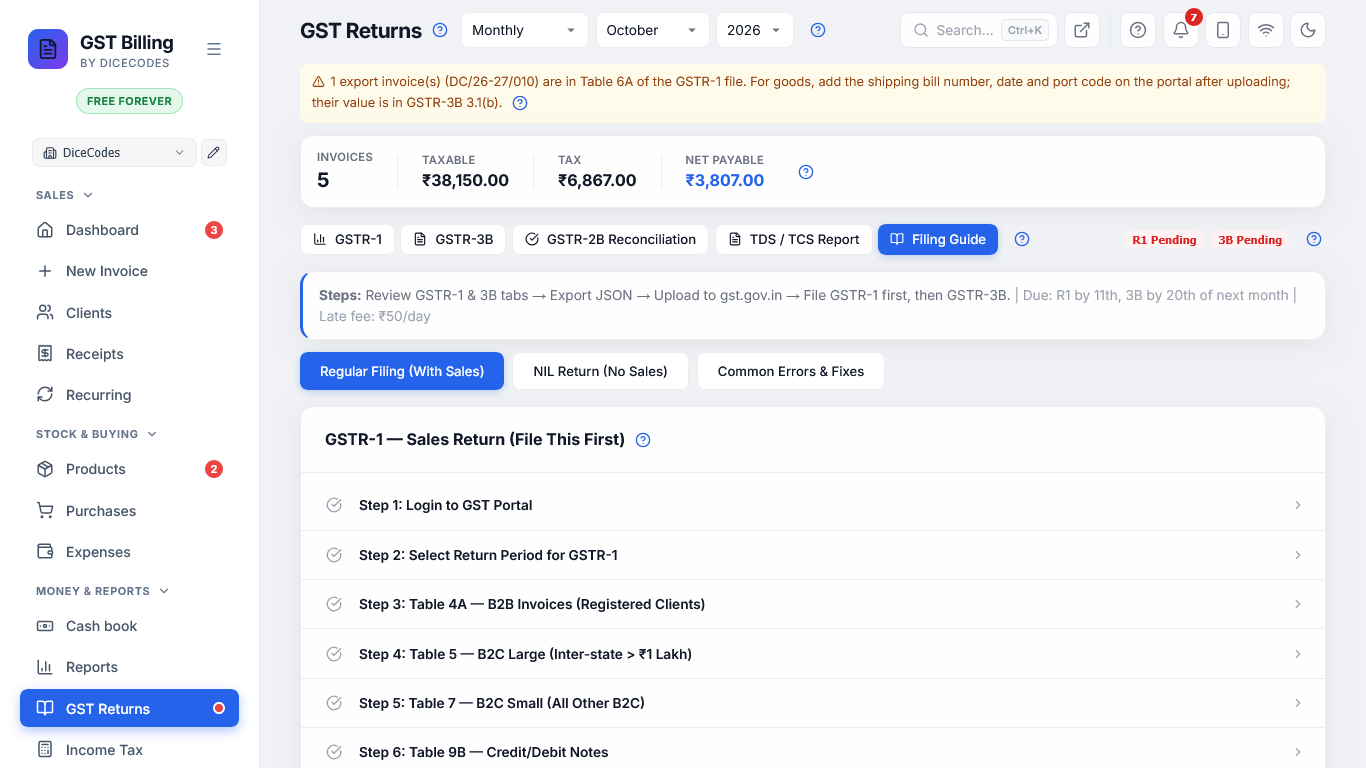 GST Billing
BY DICECODES
FREE FOREVER
DiceCodes
SALES
Dashboard 3
New Invoice
Clients
Receipts
Recurring
STOCK & BUYING
Products 2
Purchases
Expenses
MONEY & REPORTS
Cash book
Reports
GST Returns
Income Tax
GST Returns ? Monthly October 2026 ? Search... Ctrl+K ? 7
1 export invoice(s) (DC/26-27/010) are in Table 6A of the GSTR-1 file. For goods, add the shipping bill number, date and port code on the portal after uploading;
their value is in GSTR-3B 3.1(b). ?
INVOICES TAXABLE TAX NET PAYABLE
5 ₹38,150.00 ₹6,867.00 ₹3,807.00 ?
GSTR-1 GSTR-3B GSTR-2B Reconciliation TDS / TCS Report Filing Guide ? R1 Pending 3B Pending ?
Steps: Review GSTR-1 & 3B tabs → Export JSON → Upload to gst.gov.in → File GSTR-1 first, then GSTR-3B. | Due: R1 by 11th, 3B by 20th of next month |
Late fee: ₹50/day
Regular Filing (With Sales) NIL Return (No Sales) Common Errors & Fixes
GSTR-1 — Sales Return (File This First) ?
Step 1: Login to GST Portal
Step 2: Select Return Period for GSTR-1
Step 3: Table 4A — B2B Invoices (Registered Clients)
Step 4: Table 5 — B2C Large (Inter-state > ₹1 Lakh)
Step 5: Table 7 — B2C Small (All Other B2C)
Step 6: Table 9B — Credit/Debit Notes